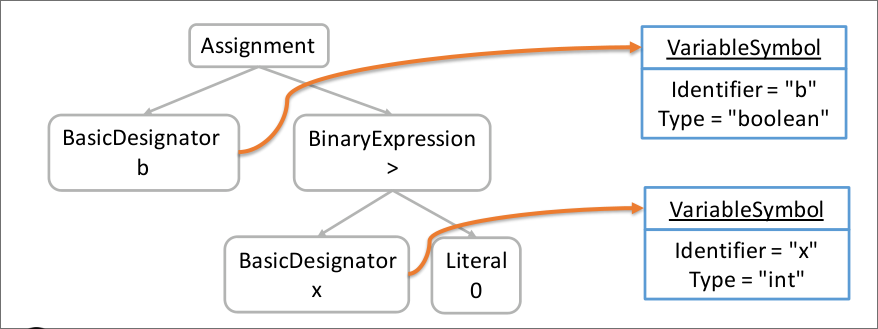 Assignment
VariableSymbol
Identifier = "b"
Type = "boolean"
BasicDesignator
b
BinaryExpression
>
VariableSymbol
Identifier = "x"
Type = "int"
BasicDesignator
x
Literal
0